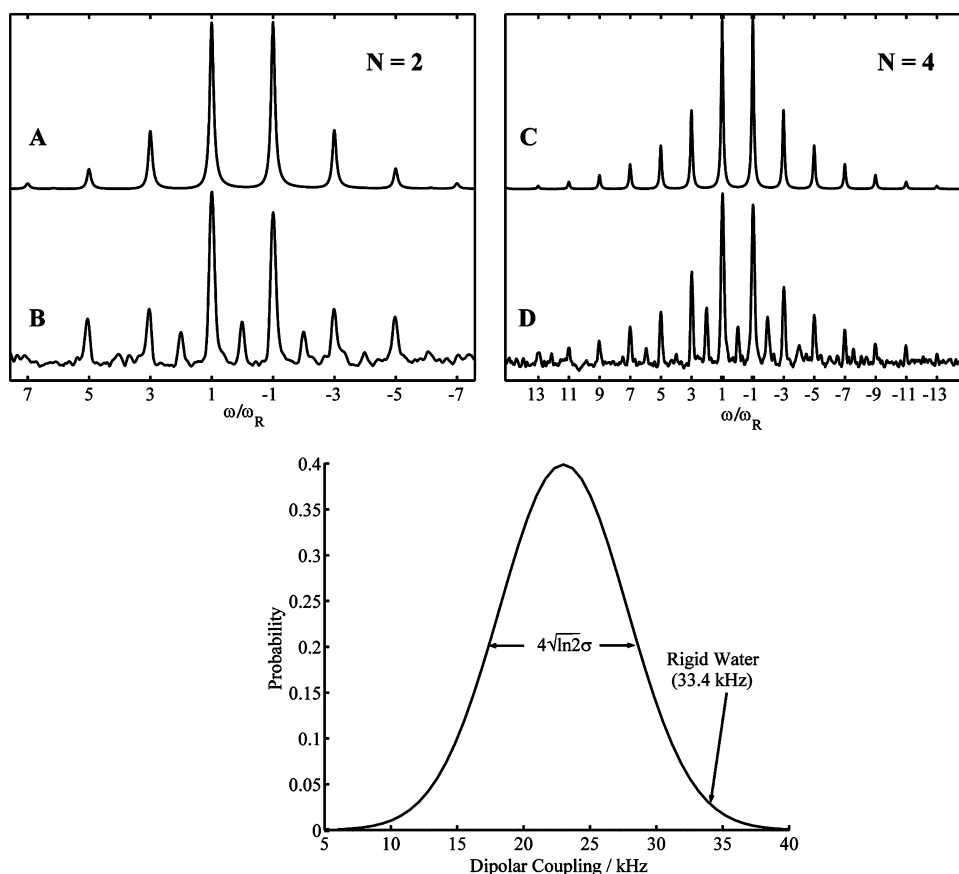 N = 2
A
B
7 5 3 1 -1 -3 -5 -7
ω/ωR
N = 4
C
D
13 11 9 7 5 3 1 -1 -3 -5 -7 -9 -11 -13
ω/ωR
0.4
0.35
0.3
0.25
0.2
0.15
0.1
0.05
0
Probability
4√ln2σ
Rigid Water
(33.4 kHz)
5 10 15 20 25 30 35 40
Dipolar Coupling / kHz